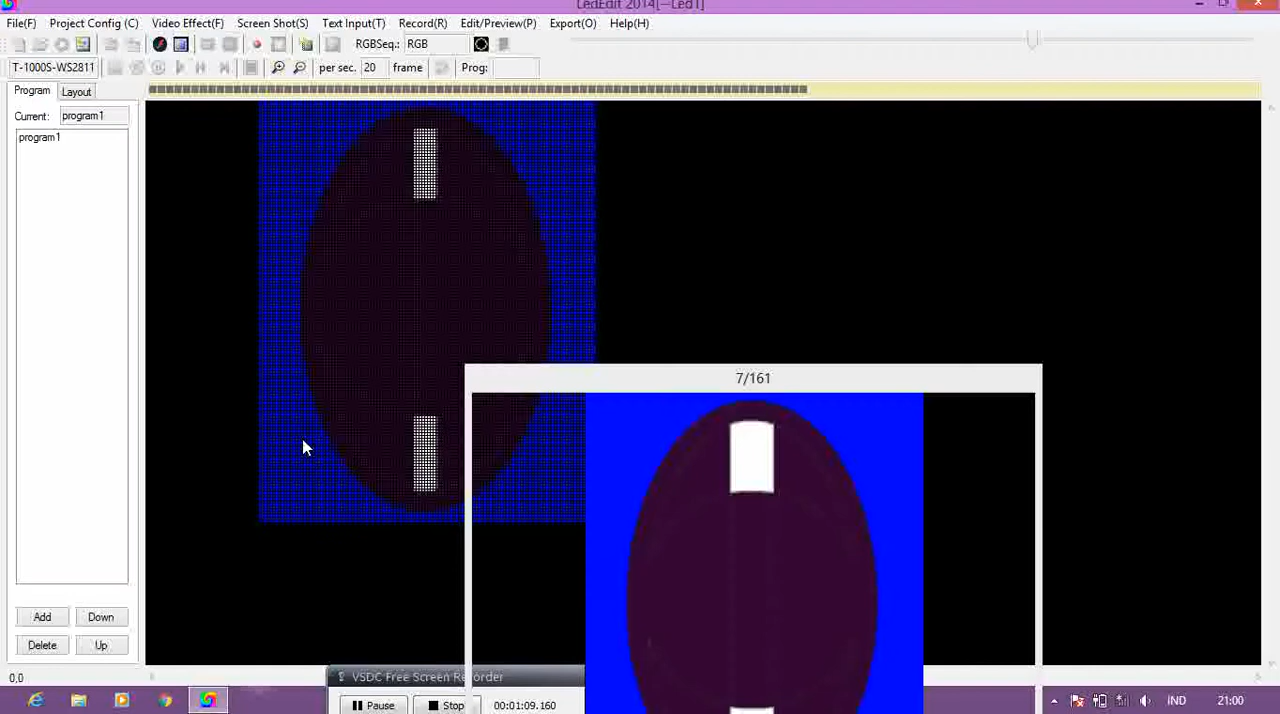 LedEdit 2014[--Led1]
File(F) Project Config (C) Video Effect(F) Screen Shot(S) Text Input(T) Record(R) Edit/Preview(P) Export(O) Help(H)
RGBSeq.: RGB
T-1000S-WS2811 per sec. 20 frame Prog:
Program Layout
Current: program1
program1
7/161
Add Down
Delete Up
0,0
VSDC Free Screen Recorder
Pause Stop 00:01:09.160
IND 21:00